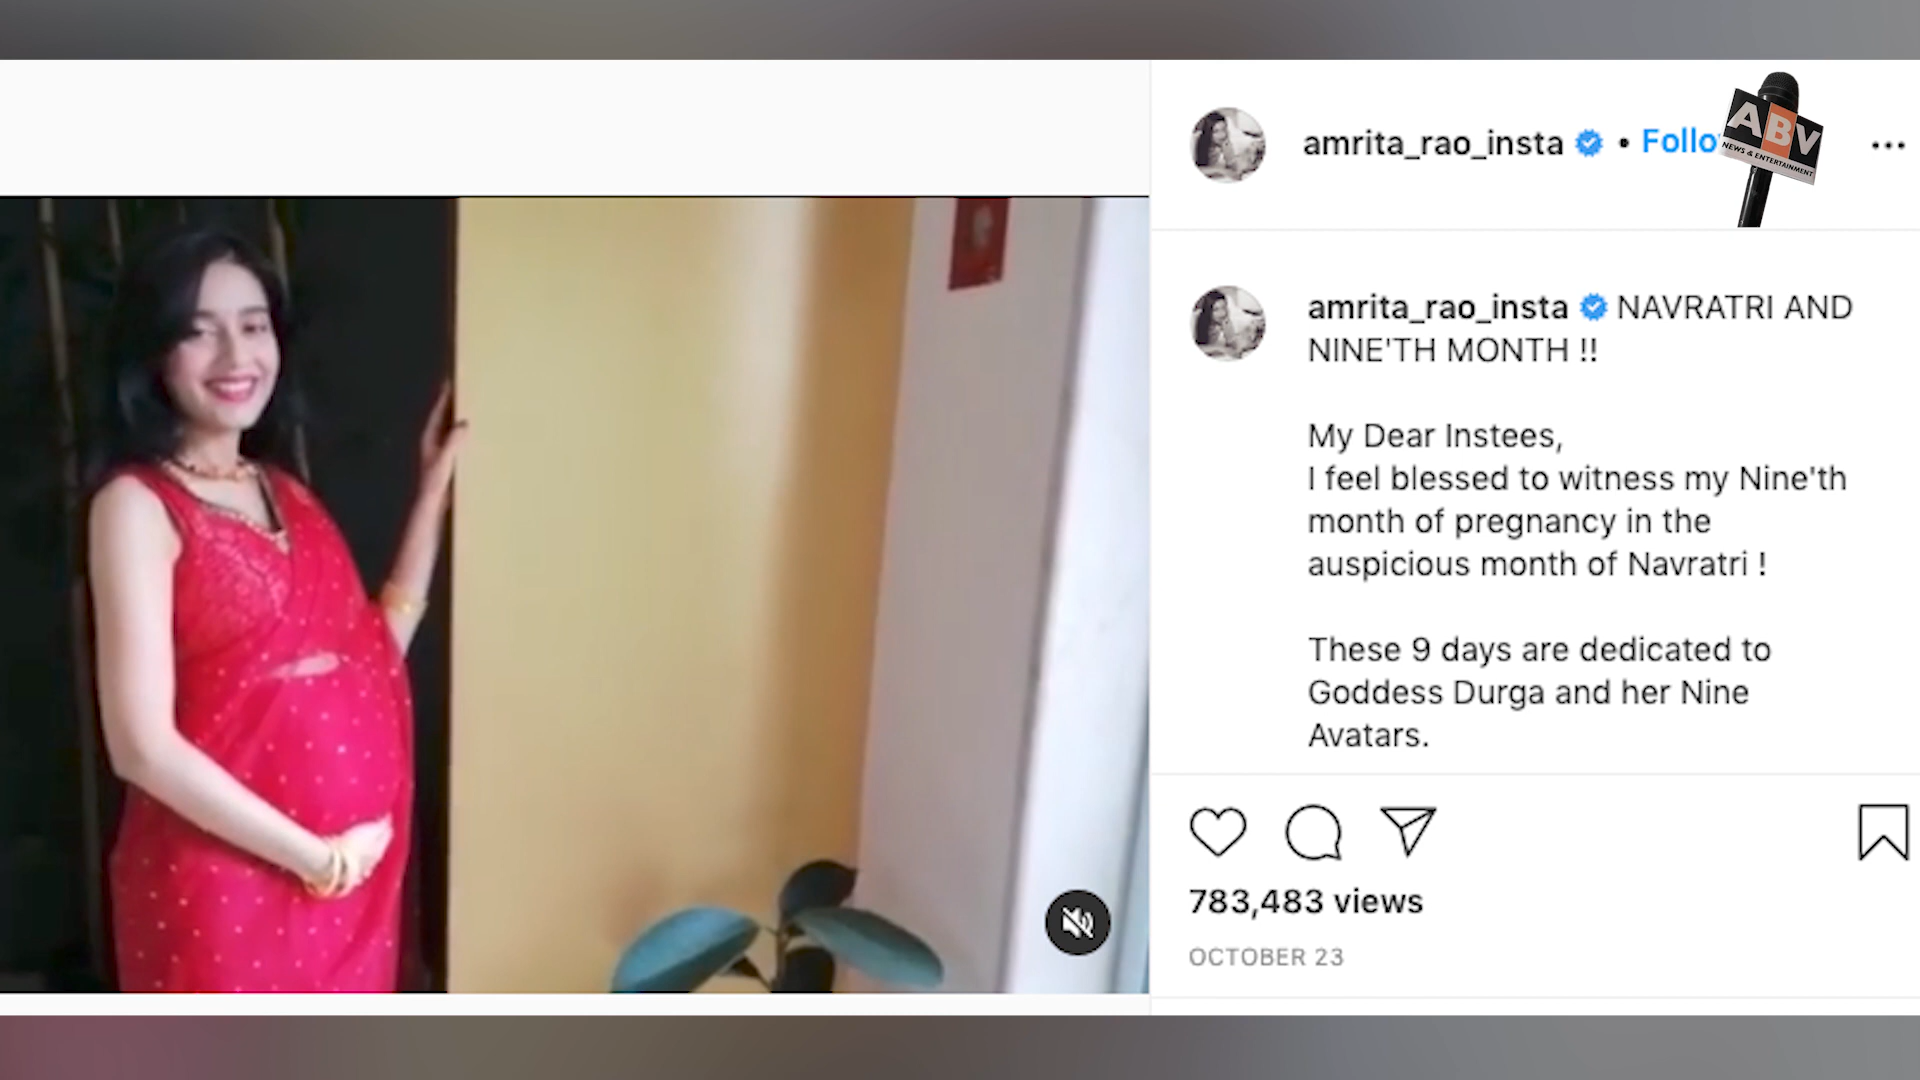 amrita_rao_insta • Follo
ABV
NEWS & ENTERTAINMENT
amrita_rao_insta NAVRATRI AND
NINE'TH MONTH !!
My Dear Instees,
I feel blessed to witness my Nine'th
month of pregnancy in the
auspicious month of Navratri !
These 9 days are dedicated to
Goddess Durga and her Nine
Avatars.
783,483 views
OCTOBER 23